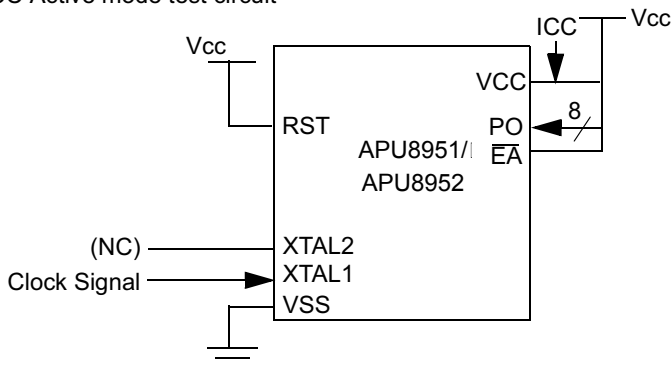 Active mode test circuit
ICC
Vcc
Vcc
VCC
RST
PO
8
EA
APU8951/
APU8952
(NC)
XTAL2
Clock Signal
XTAL1
VSS